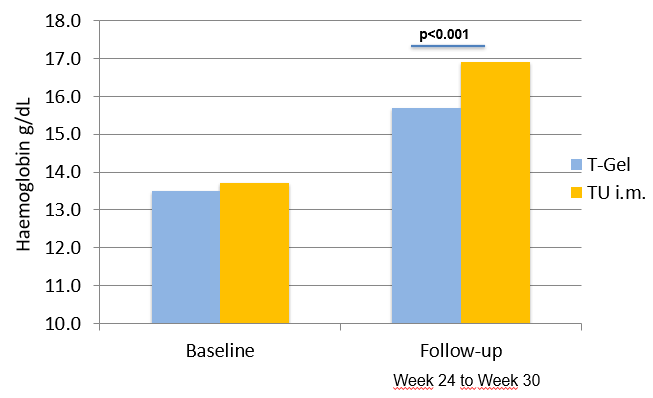 18.0
17.0
16.0
15.0
14.0
13.0
12.0
11.0
10.0
Haemoglobin g/dL
p<0.001
T-Gel
TU i.m.
Baseline
Follow-up
Week 24 to Week 30